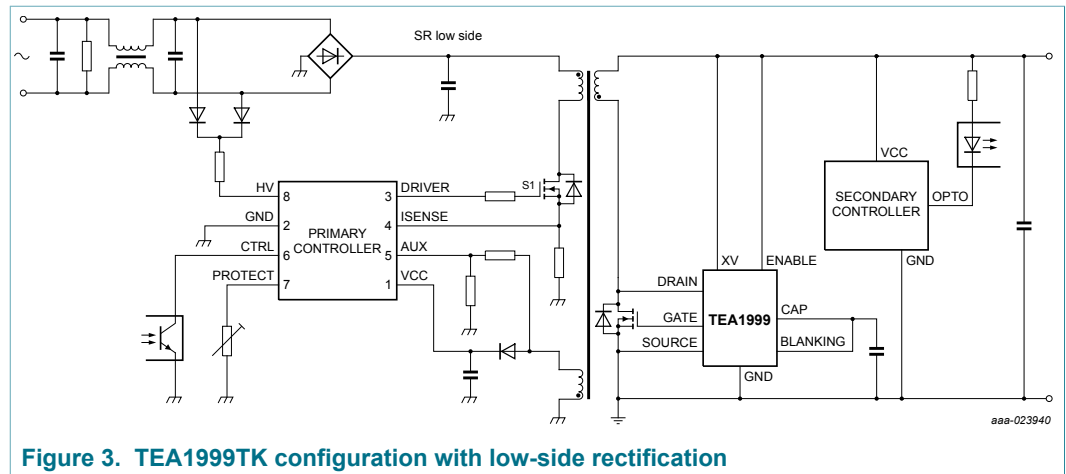 SR low side
HV
8
GND
2
CTRL
6
PROTECT
7
PRIMARY
CONTROLLER
3
DRIVER
4
ISENSE
5
AUX
1
VCC
S1
VCC
SECONDARY
CONTROLLER
OPTO
GND
XV
ENABLE
DRAIN
GATE
SOURCE
TEA1999
CAP
BLANKING
GND
aaa-023940
Figure 3. TEA1999TK configuration with low-side rectification